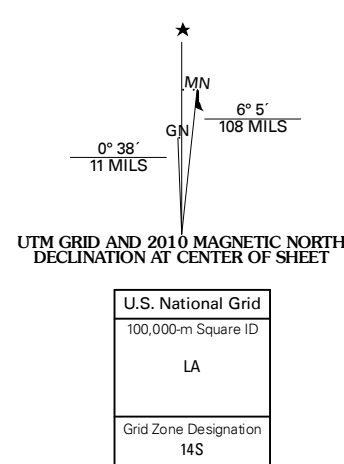 MN
6° 5´
108 MILS
GN
0° 38´
11 MILS
UTM GRID AND 2010 MAGNETIC NORTH
DECLINATION AT CENTER OF SHEET
U.S. National Grid
100,000-m Square ID
LA
Grid Zone Designation
14S